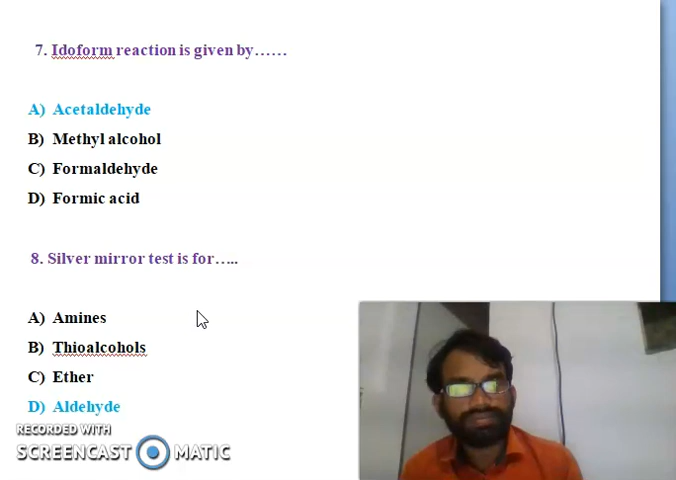 7. Idoform reaction is given by……
A) Acetaldehyde
B) Methyl alcohol
C) Formaldehyde
D) Formic acid
8. Silver mirror test is for…..
A) Amines
B) Thioalcohols
C) Ether
D) Aldehyde
RECORDED WITH
SCREENCAST MATIC